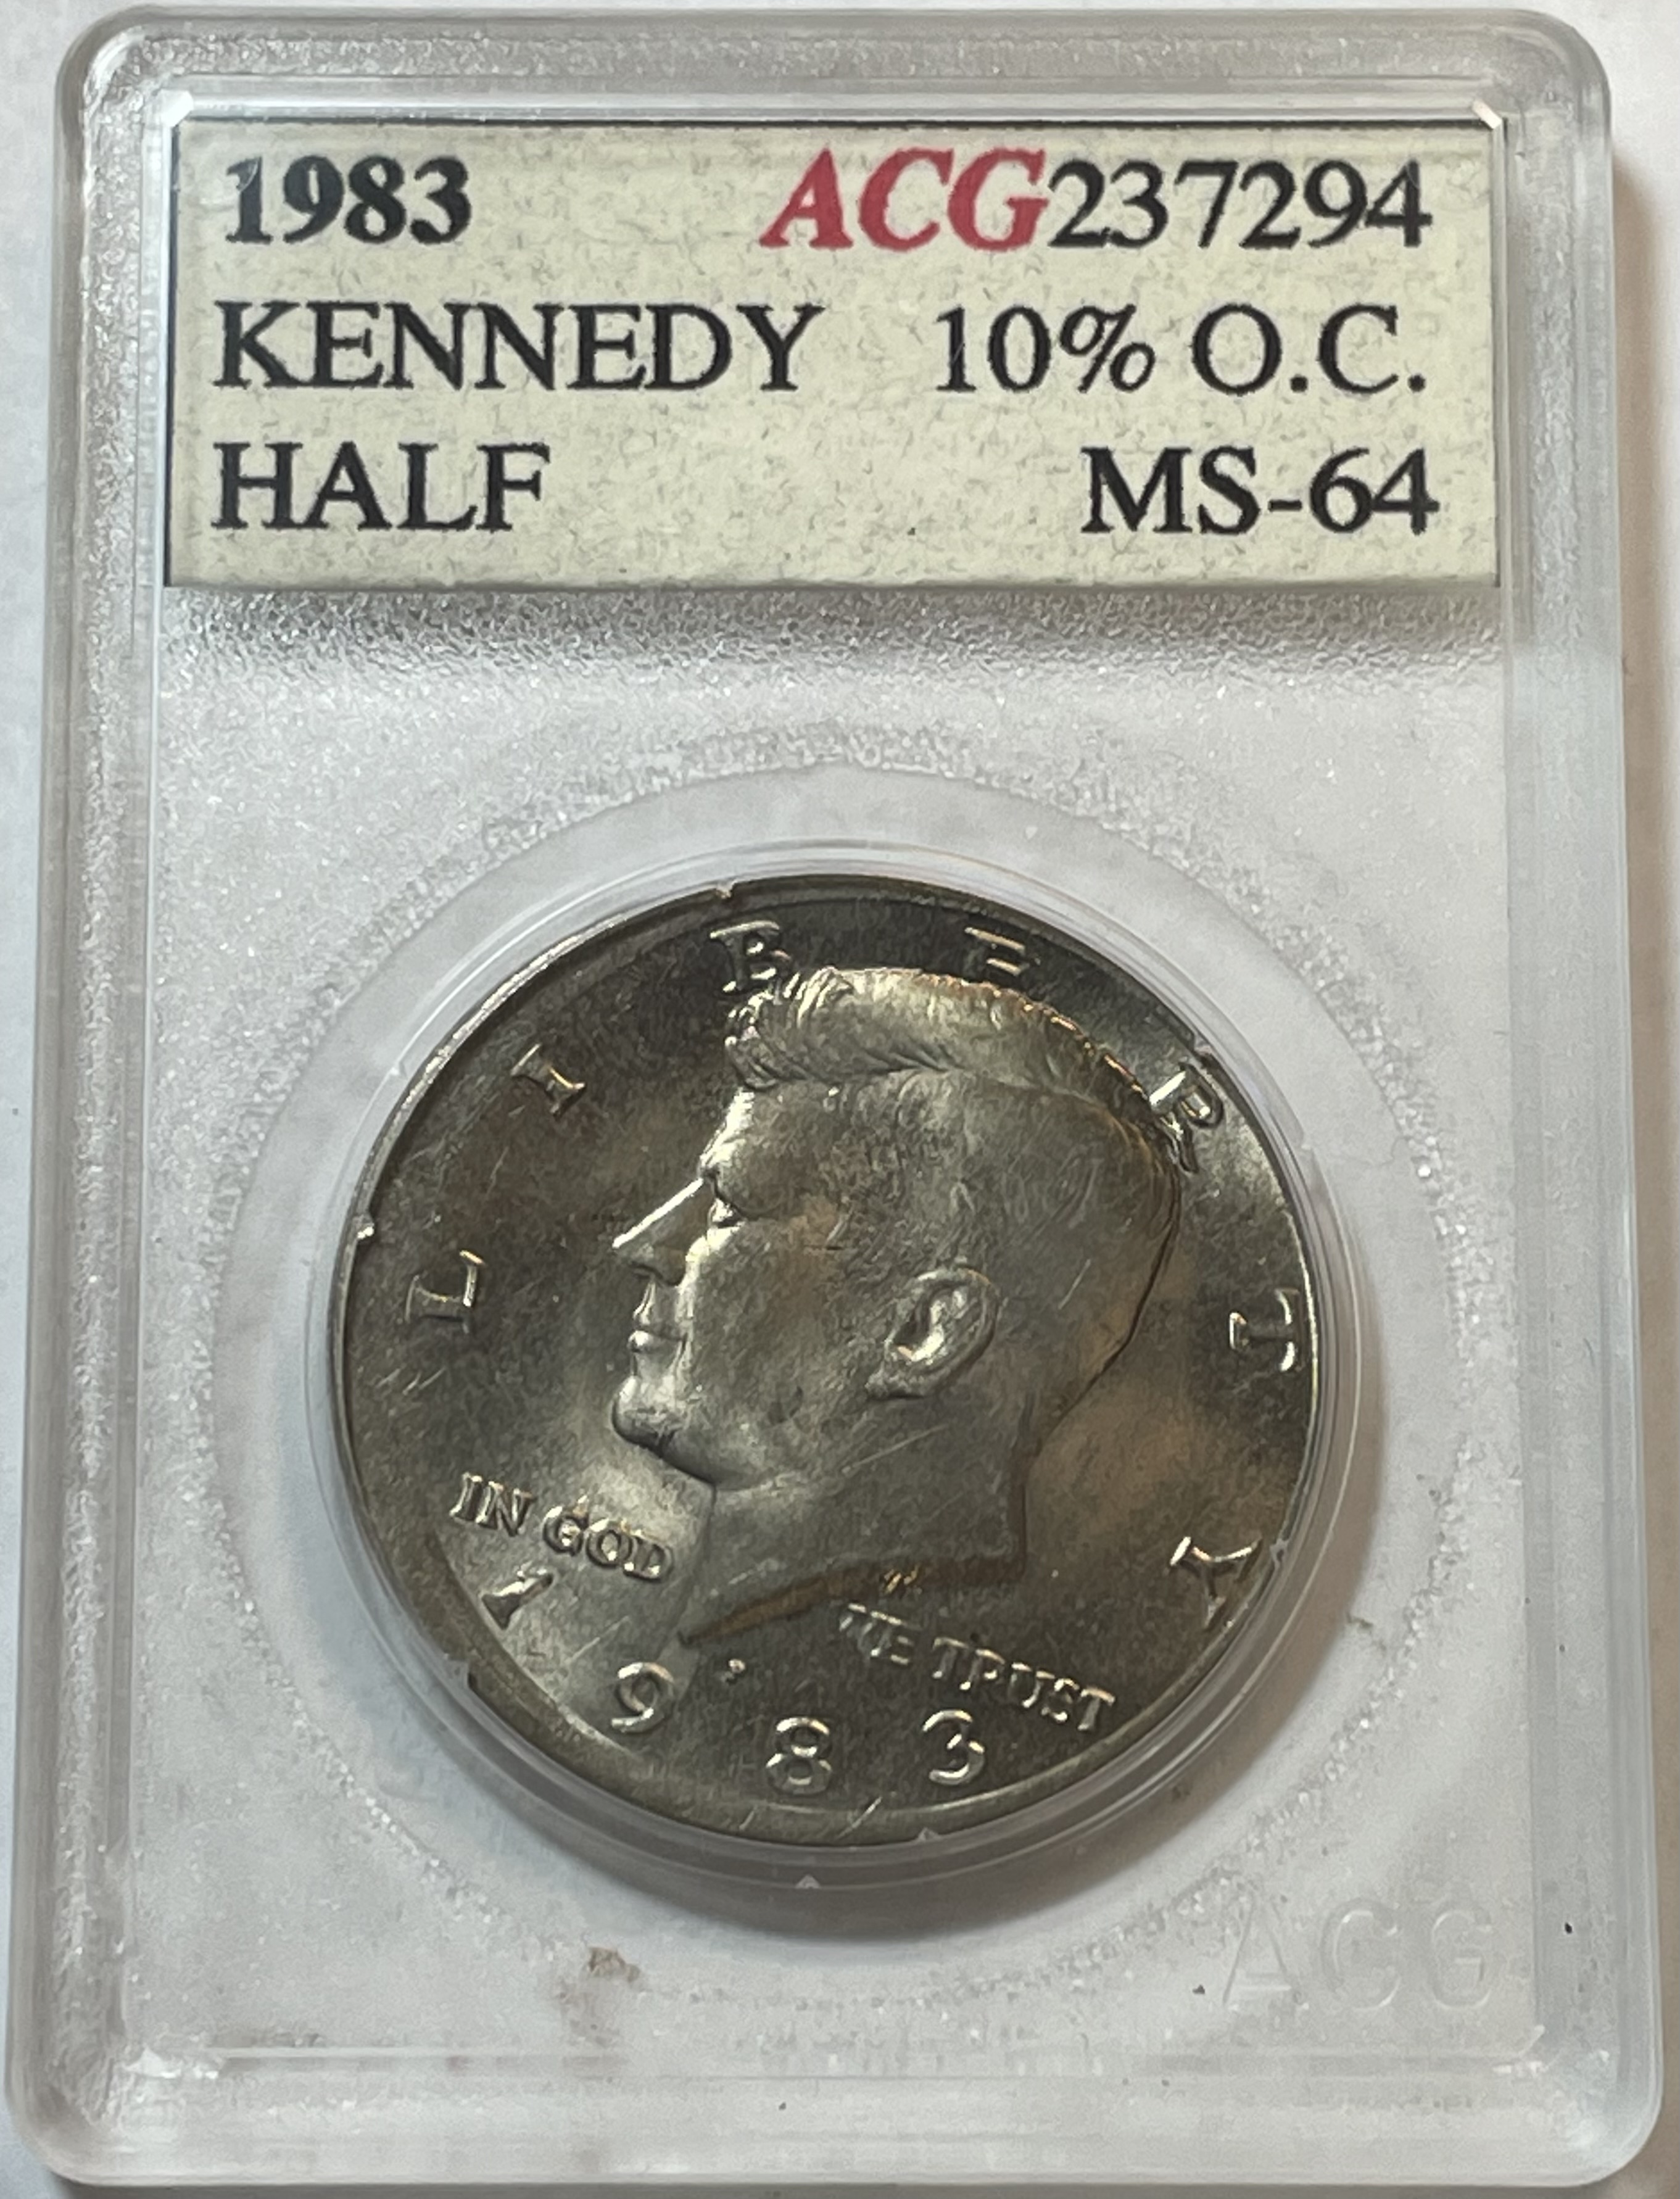 1983 ACG237294
KENNEDY 10% O.C.
HALF MS-64
LIBERTY
IN GOD
WE TRUST
1983
ACG